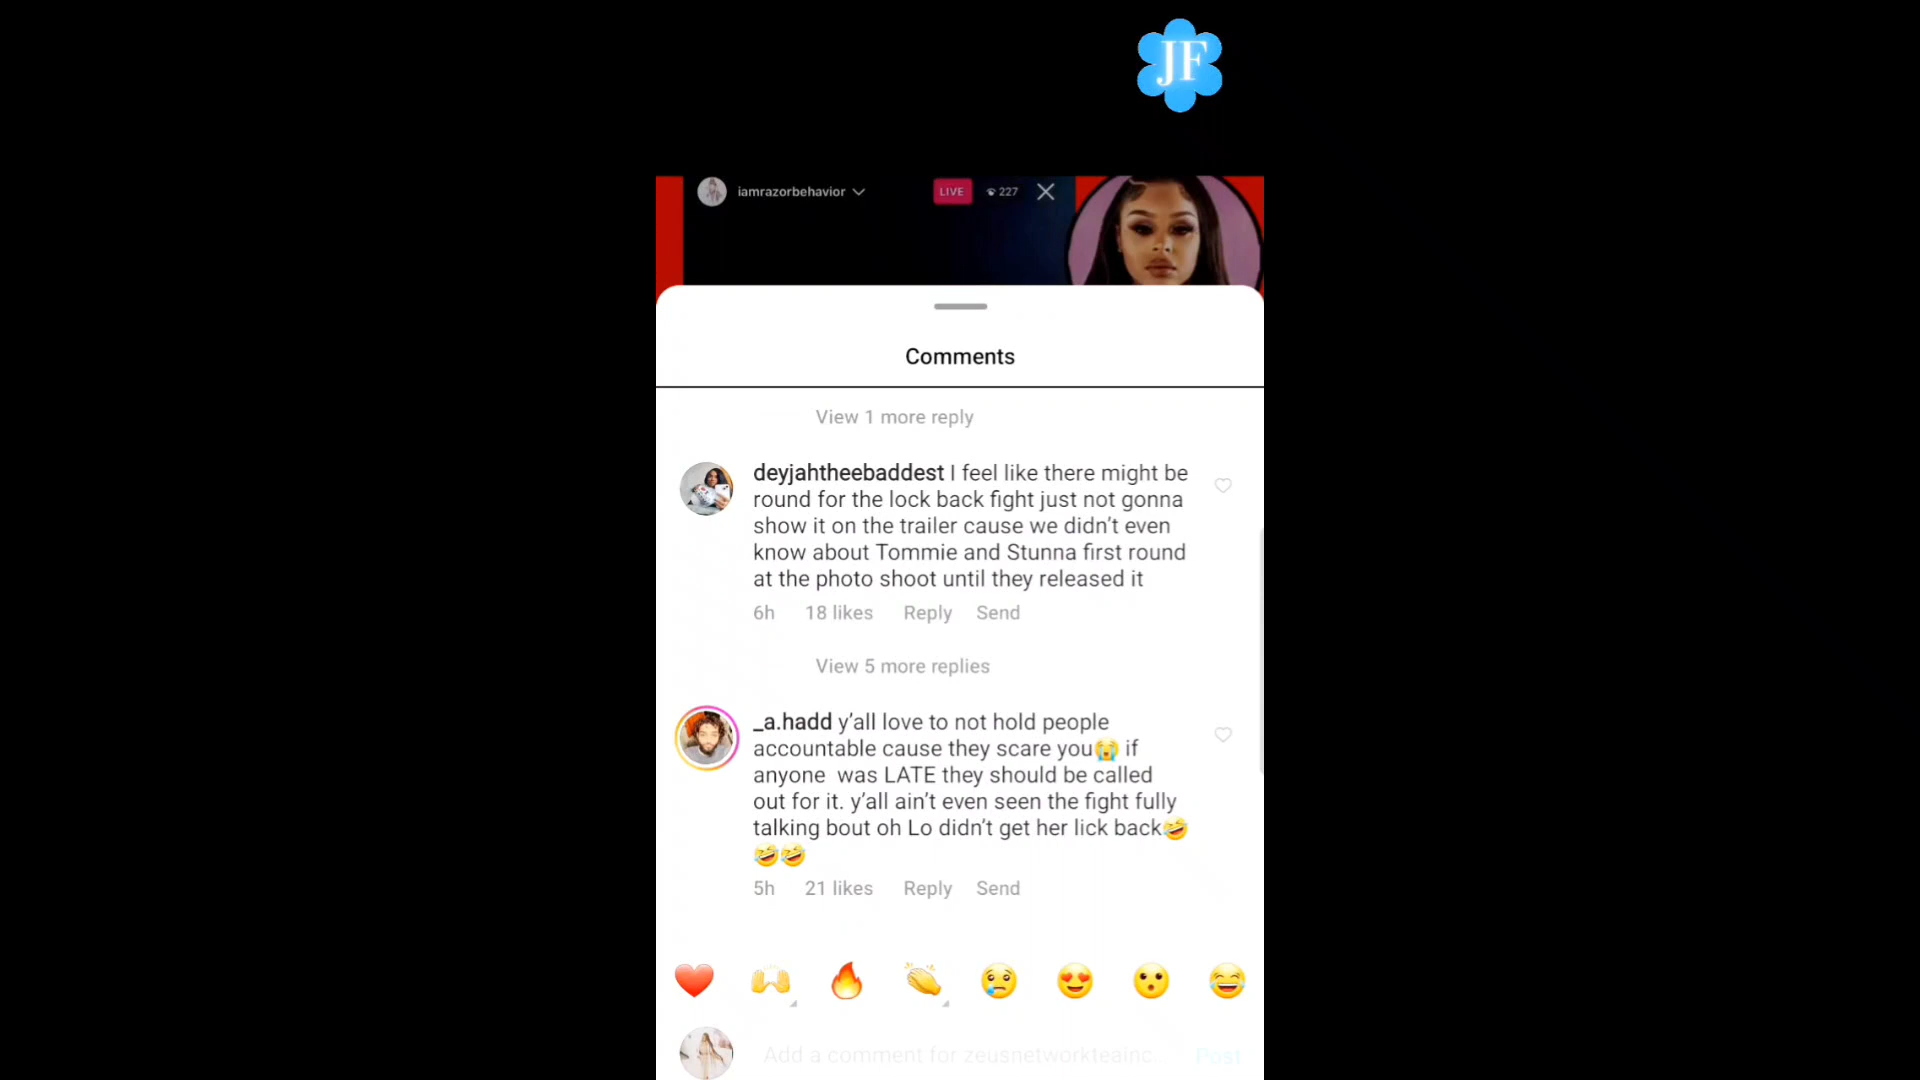 JF
iamrazorbehavior
LIVE
227
Comments
View 1 more reply
deyjahtheebaddest I feel like there might be
round for the lock back fight just not gonna
show it on the trailer cause we didn’t even
know about Tommie and Stunna first round
at the photo shoot until they released it
6h 18 likes Reply Send
View 5 more replies
_a.hadd y’all love to not hold people
accountable cause they scare you😭 if
anyone  was LATE they should be called
out for it. y’all ain’t even seen the fight fully
talking bout oh Lo didn’t get her lick back🤣
🤣🤣
5h 21 likes Reply Send
Add a comment for zeusnetworkteainc...
Post